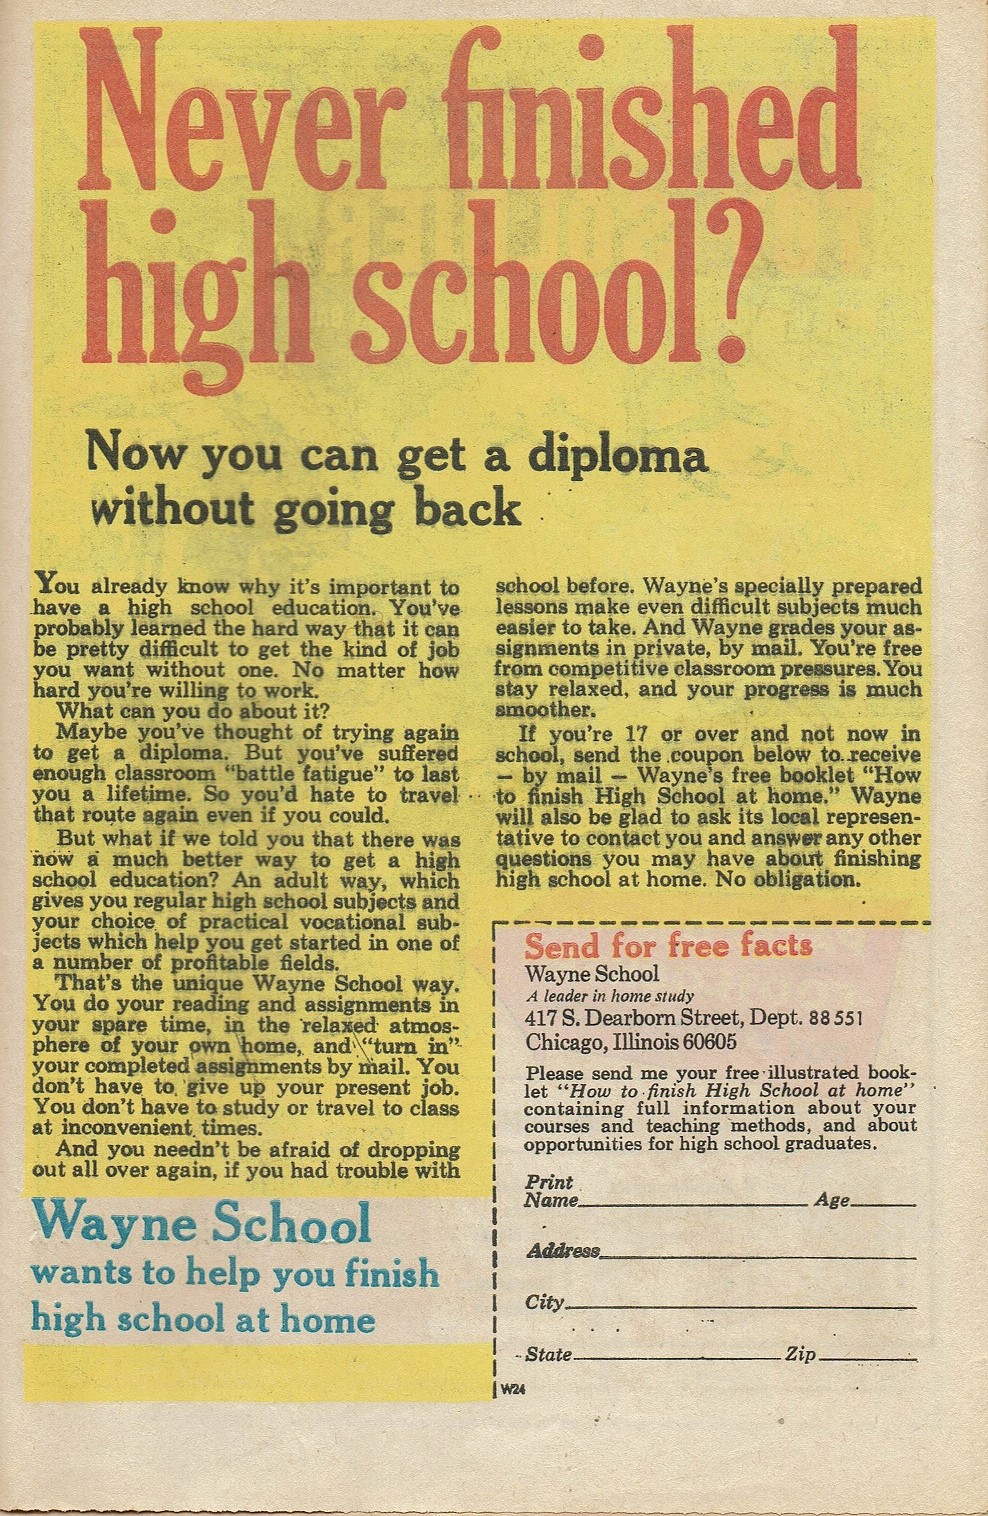 Never finished
high school?
Now you can get a diploma
without going back
You already know why it's important to
have a high school education. You've
probably learned the hard way that it can
be pretty difficult to get the kind of job
you want without one. No matter how
hard you're willing to work.
What can you do about it?
Maybe you've thought of trying again
to get a diploma. But you've suffered
enough classroom "battle fatigue" to last
you a lifetime. So you'd hate to travel
that route again even if you could.
But what if we told you that there was
now a much better way to get a high
school education? An adult way, which
gives you regular high school subjects and
your choice of practical vocational sub-
jects which help you get started in one of
a number of profitable fields.
That's the unique Wayne School way.
You do your reading and assignments in
your spare time, in the relaxed atmos-
phere of your own home, and "turn in"
your completed assignments by mail. You
don't have to give up your present job.
You don't have to study or travel to class
at inconvenient times.
And you needn't be afraid of dropping
out all over again, if you had trouble with
school before. Wayne's specially prepared
lessons make even difficult subjects much
easier to take. And Wayne grades your as-
signments in private, by mail. You're free
from competitive classroom pressures. You
stay relaxed, and your progress is much
smoother.
If you're 17 or over and not now in
school, send the coupon below to receive
— by mail — Wayne's free booklet "How
to finish High School at home." Wayne
will also be glad to ask its local represen-
tative to contact you and answer any other
questions you may have about finishing
high school at home. No obligation.
Wayne School
wants to help you finish
high school at home
Send for free facts
Wayne School
A leader in home study
417 S. Dearborn Street, Dept. 88 551
Chicago, Illinois 60605
Please send me your free illustrated book-
let "How to finish High School at home"
containing full information about your
courses and teaching methods, and about
opportunities for high school graduates.
Print
Name Age
Address
City
State Zip
W24